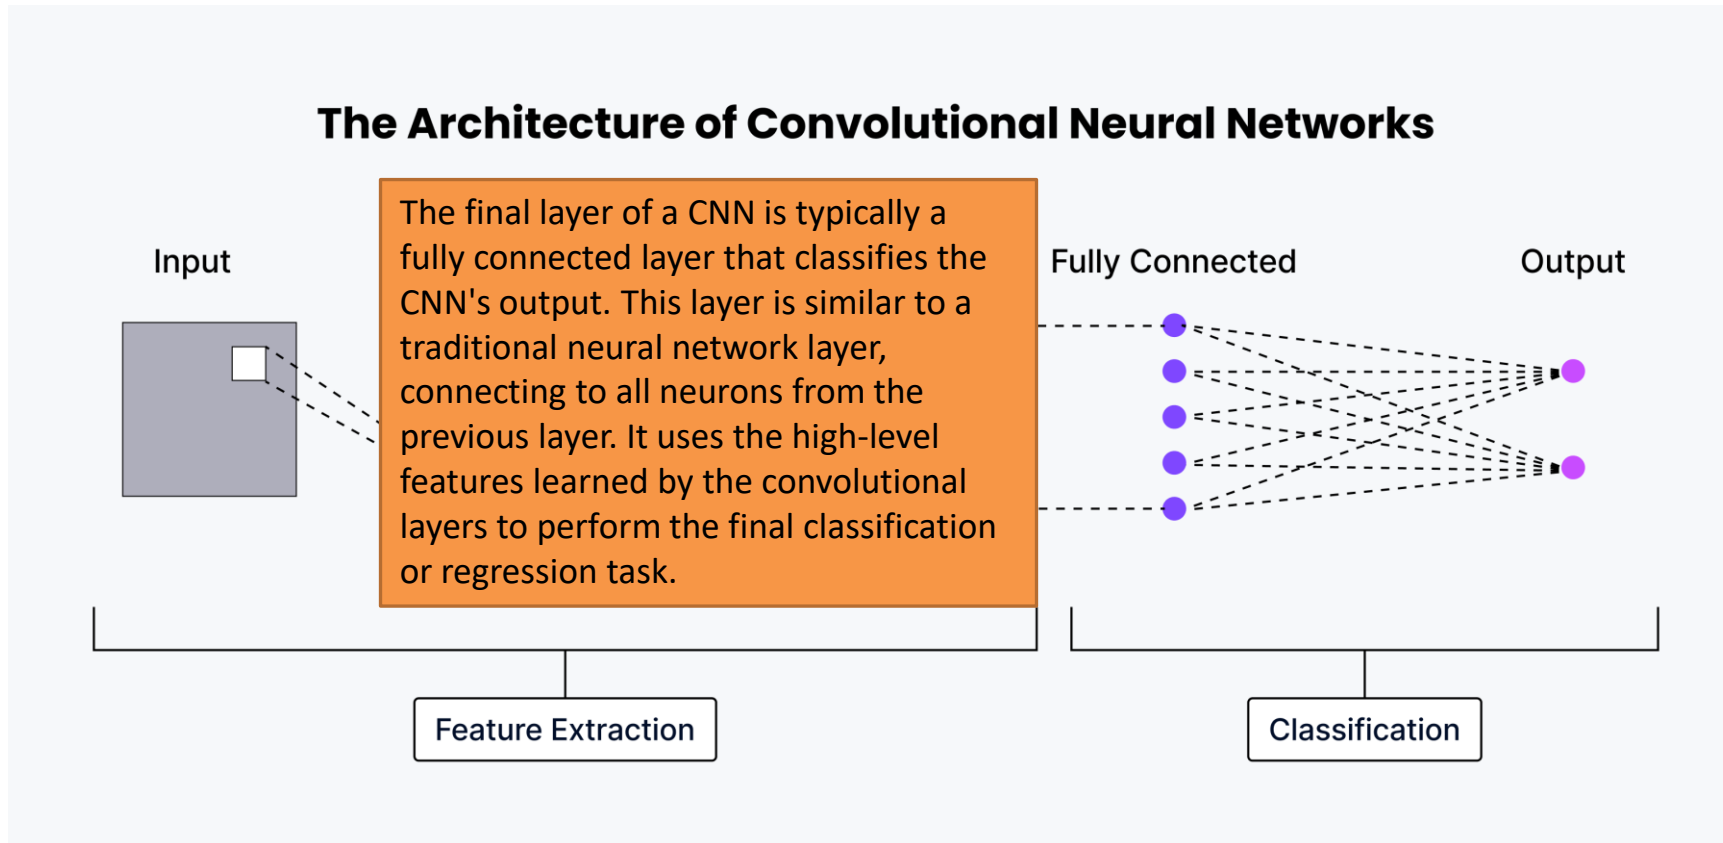 The Architecture of Convolutional Neural Networks
Input
The final layer of a CNN is typically a
fully connected layer that classifies the
CNN's output. This layer is similar to a
traditional neural network layer,
connecting to all neurons from the
previous layer. It uses the high-level
features learned by the convolutional
layers to perform the final classification
or regression task.
Fully Connected
Output
Feature Extraction
Classification